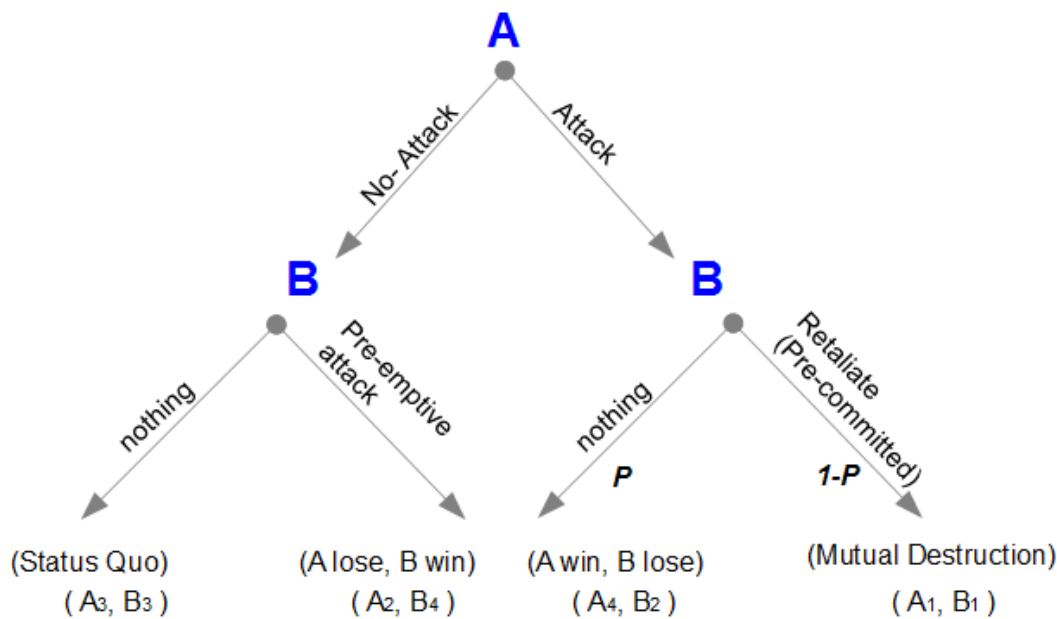 A
No- Attack
Attack
B
B
nothing
Pre-emptive
attack
nothing
P
Retaliate
(Pre-committed)
1-P
(Status Quo)
(A lose, B win)
(A win, B lose)
(Mutual Destruction)
( A₃, B₃ )
( A₂, B₄ )
( A₄, B₂ )
( A₁, B₁ )